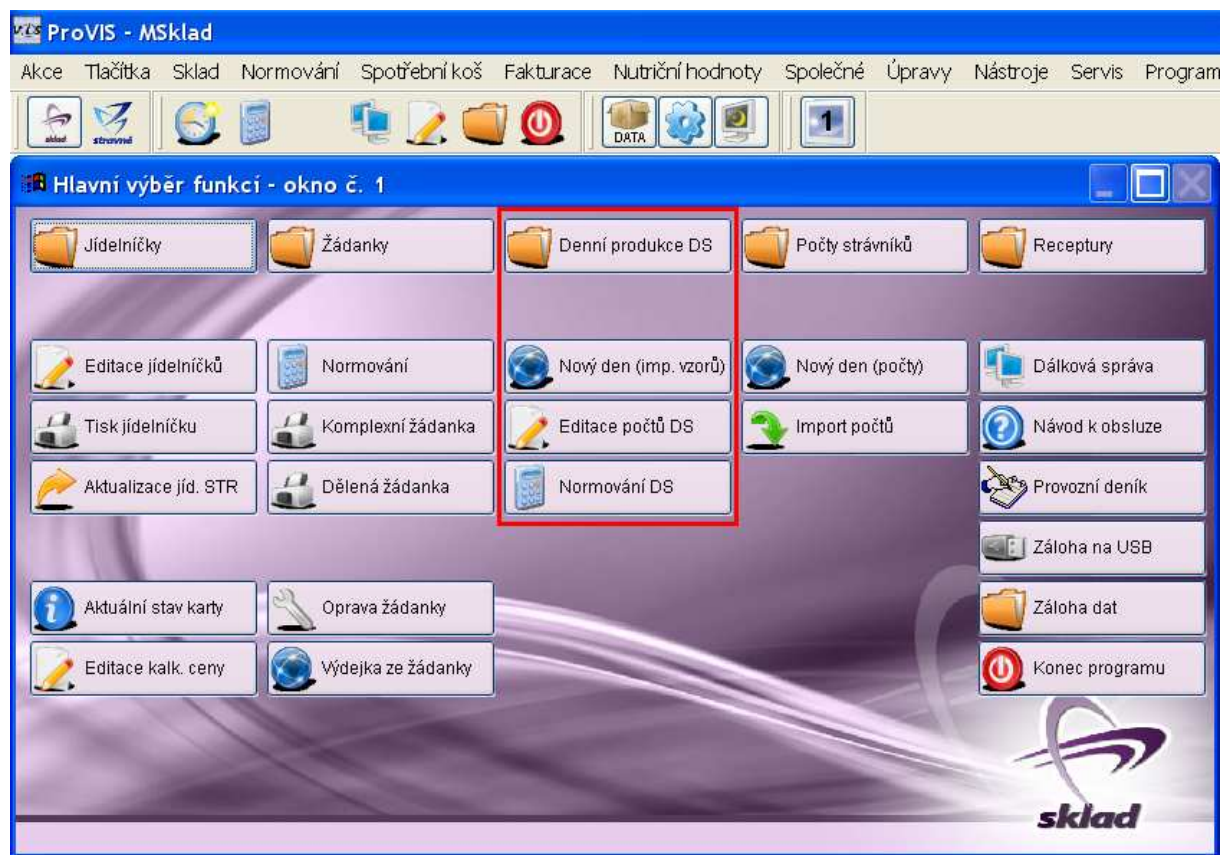 vis ProVIS - MSklad
Akce Tlačítka Sklad Normování Spotřební koš Fakturace Nutriční hodnoty Společné Úpravy Nástroje Servis Program
sklad stravné DATA 1
Hlavní výběr funkcí - okno č. 1
Jídelníčky Žádanky Denní produkce DS Počty strávníků Receptury
Editace jídelníčků Normování Nový den (imp. vzorů) Nový den (počty) Dálková správa
Tisk jídelníčku Komplexní žádanka Editace počtů DS Import počtů Návod k obsluze
Aktualizace jíd. STR Dělená žádanka Normování DS Provozní deník
Záloha na USB
Aktuální stav karty Oprava žádanky Záloha dat
Editace kalk. ceny Výdejka ze žádanky Konec programu
sklad